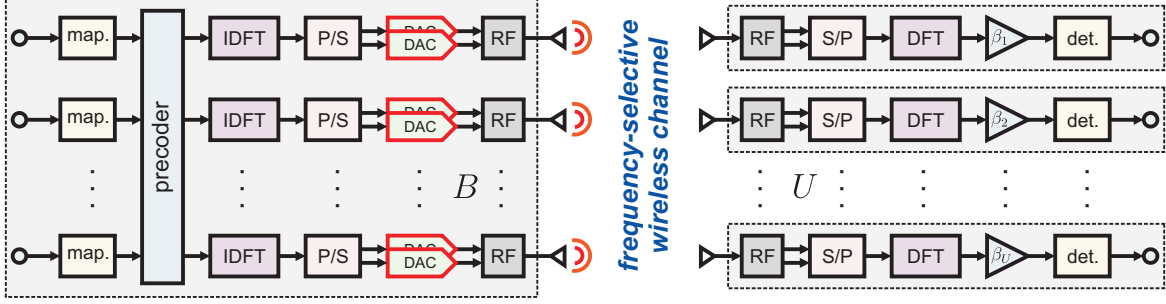 map. IDFT P/S DAC DAC RF RF S/P DFT β₁ det.
map. IDFT P/S DAC DAC RF RF S/P DFT β₂ det.
precoder
B
frequency-selective
wireless channel
U
map. IDFT P/S DAC DAC RF RF S/P DFT β_U det.